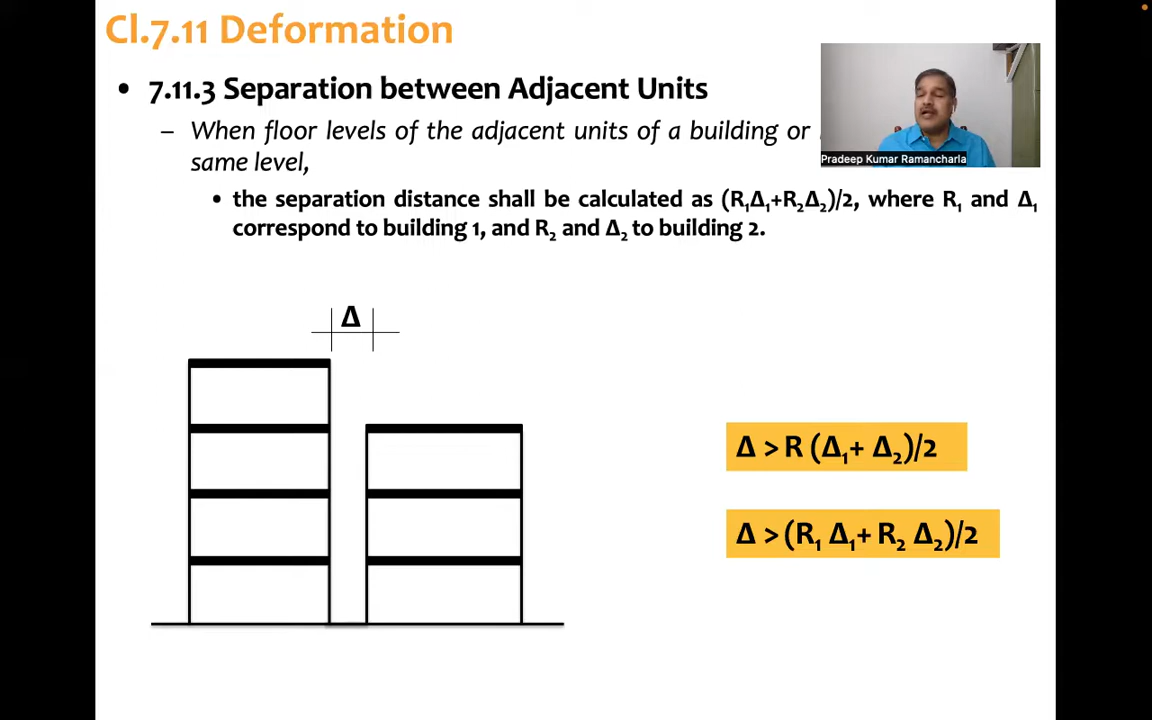 Cl.7.11 Deformation
• 7.11.3 Separation between Adjacent Units
– When floor levels of the adjacent units of a building or
same level,
Pradeep Kumar Ramancharla
• the separation distance shall be calculated as (R₁Δ₁+R₂Δ₂)/2, where R₁ and Δ₁
correspond to building 1, and R₂ and Δ₂ to building 2.
Δ
Δ > R (Δ₁+ Δ₂)/2
Δ > (R₁ Δ₁+ R₂ Δ₂)/2